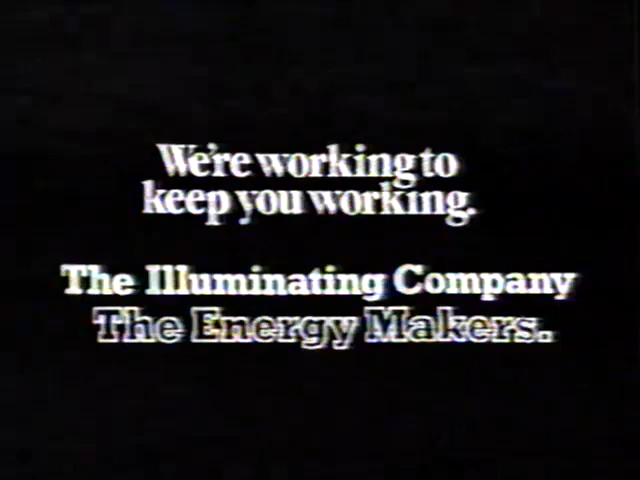 We're working to
keep you working.
The Illuminating Company
The Energy Makers.